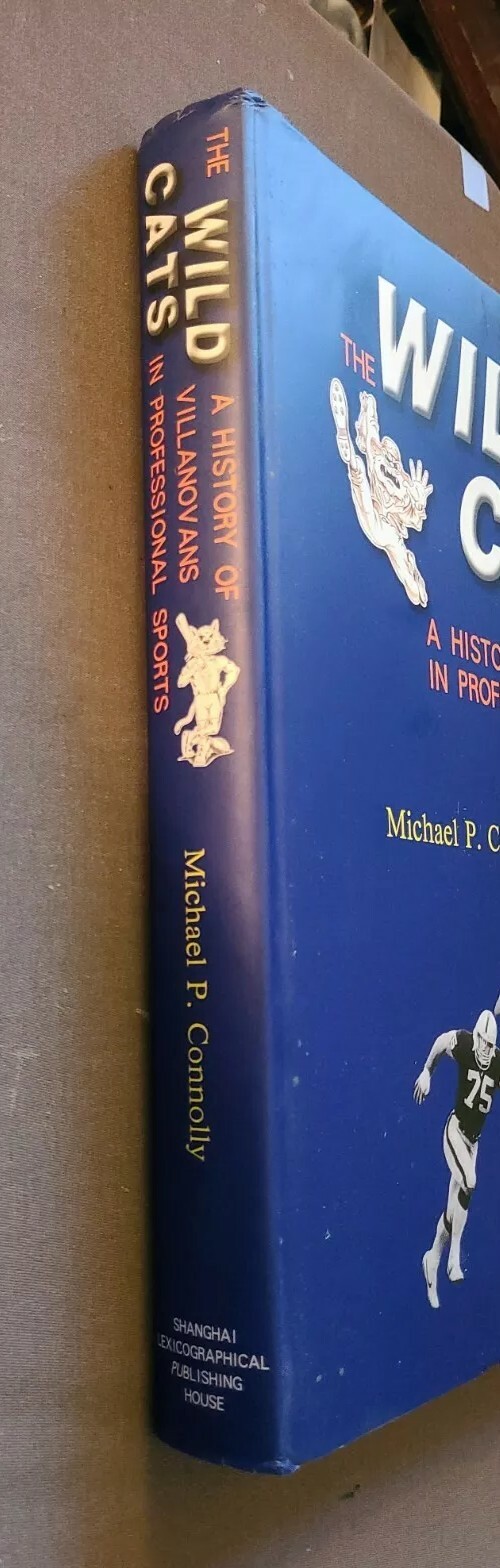 THE
WILD
CATS
A HISTORY OF
VILLANOVANS
IN PROFESSIONAL SPORTS
Michael P. Connolly
SHANGHAI
LEXICOGRAPHICAL
PUBLISHING
HOUSE
THE
WIL
C
A HISTO
IN PROF
Michael P. C
75